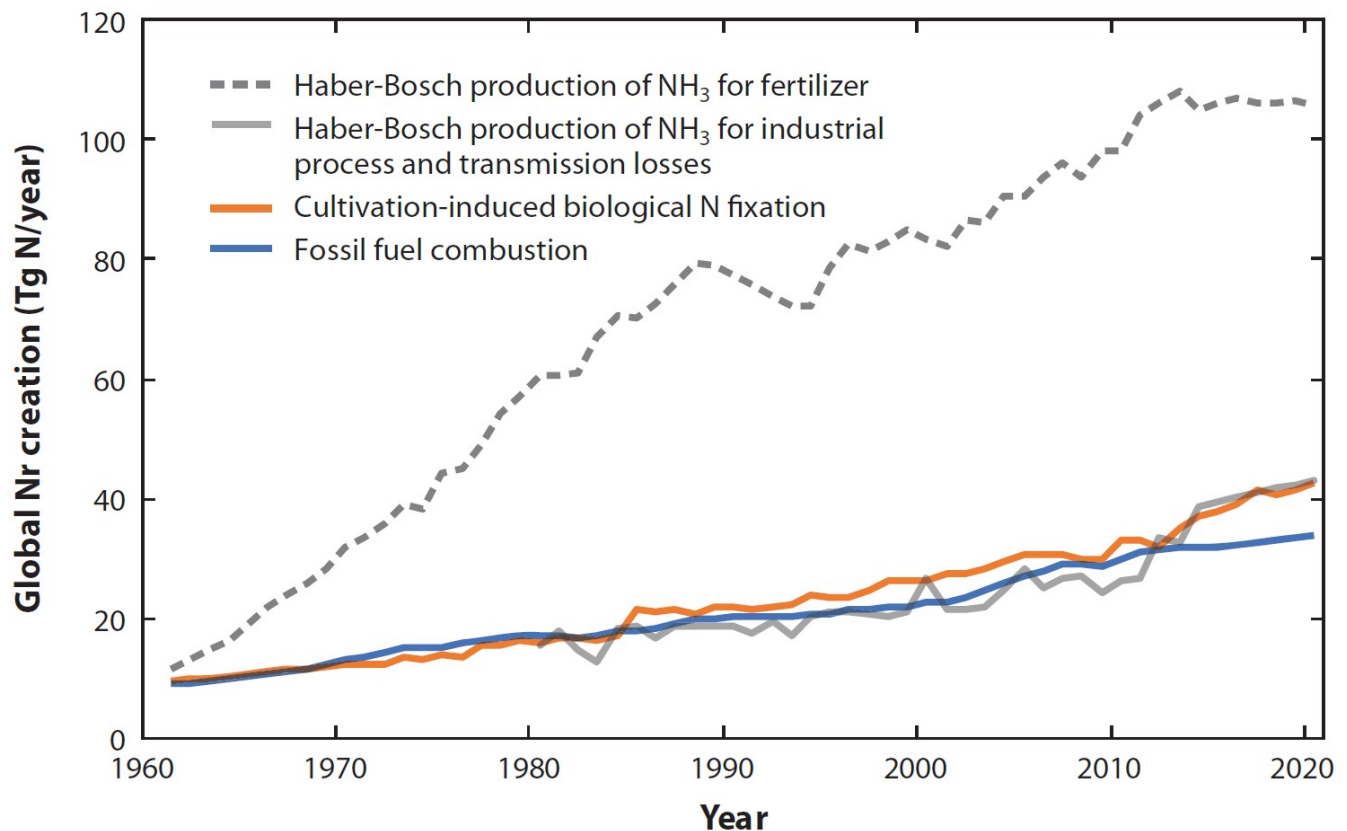 120
100
80
60
40
20
0
Global Nr creation (Tg N/year)
Haber-Bosch production of NH₃ for fertilizer
Haber-Bosch production of NH₃ for industrial
process and transmission losses
Cultivation-induced biological N fixation
Fossil fuel combustion
1960 1970 1980 1990 2000 2010 2020
Year